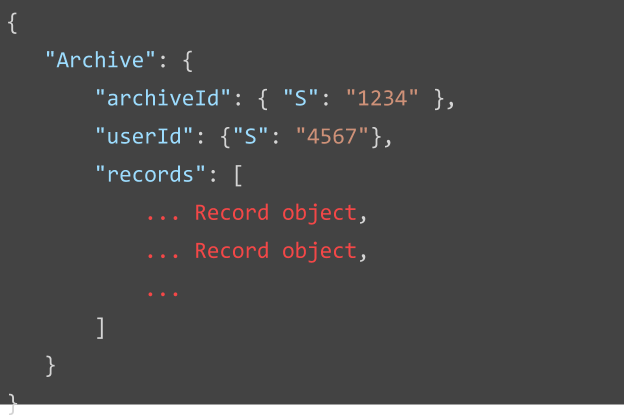 {
"Archive": {
"archiveId": { "S": "1234" },
"userId": {"S": "4567"},
"records": [
... Record object,
... Record object,
...
]
}
}